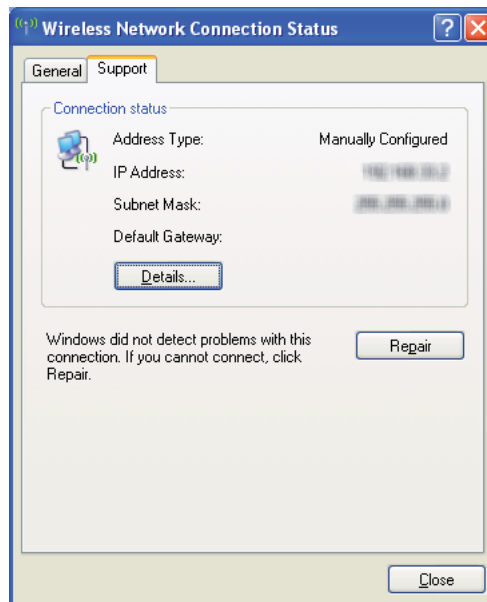 Wireless Network Connection Status
General
Support
Connection status
Address Type: Manually Configured
IP Address:
Subnet Mask:
Default Gateway:
Details...
Windows did not detect problems with this
connection. If you cannot connect, click
Repair.
Repair
Close